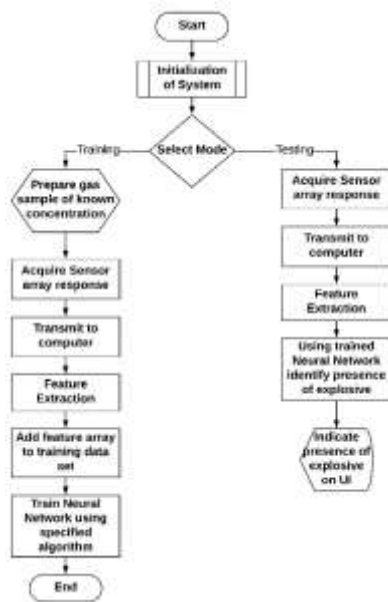 Start
Initialization
of System
Training
Select Mode
Testing
Prepare gas
sample of known
concentration
Acquire Sensor
array response
Transmit to
computer
Feature
Extraction
Add feature array
to training data
set
Train Neural
Network using
specified
algorithm
End
Acquire Sensor
array response
Transmit to
computer
Feature
Extraction
Using trained
Neural Network
identify presence
of explosive
Indicate
presence of
explosive
on UI